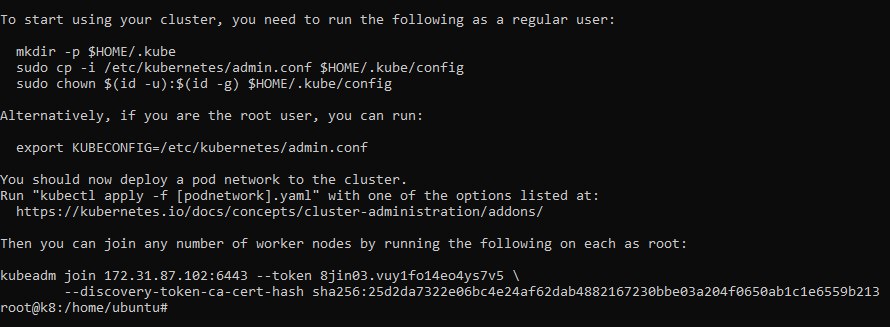 To start using your cluster, you need to run the following as a regular user:
mkdir -p $HOME/.kube
sudo cp -i /etc/kubernetes/admin.conf $HOME/.kube/config
sudo chown $(id -u):$(id -g) $HOME/.kube/config
Alternatively, if you are the root user, you can run:
export KUBECONFIG=/etc/kubernetes/admin.conf
You should now deploy a pod network to the cluster.
Run "kubectl apply -f [podnetwork].yaml" with one of the options listed at:
https://kubernetes.io/docs/concepts/cluster-administration/addons/
Then you can join any number of worker nodes by running the following on each as root:
kubeadm join 172.31.87.102:6443 --token 8jin03.vuy1fo14eo4ys7v5 \
--discovery-token-ca-cert-hash sha256:25d2da7322e06bc4e24af62dab4882167230bbe03a204f0650ab1c1e6559b213
root@k8:/home/ubuntu#